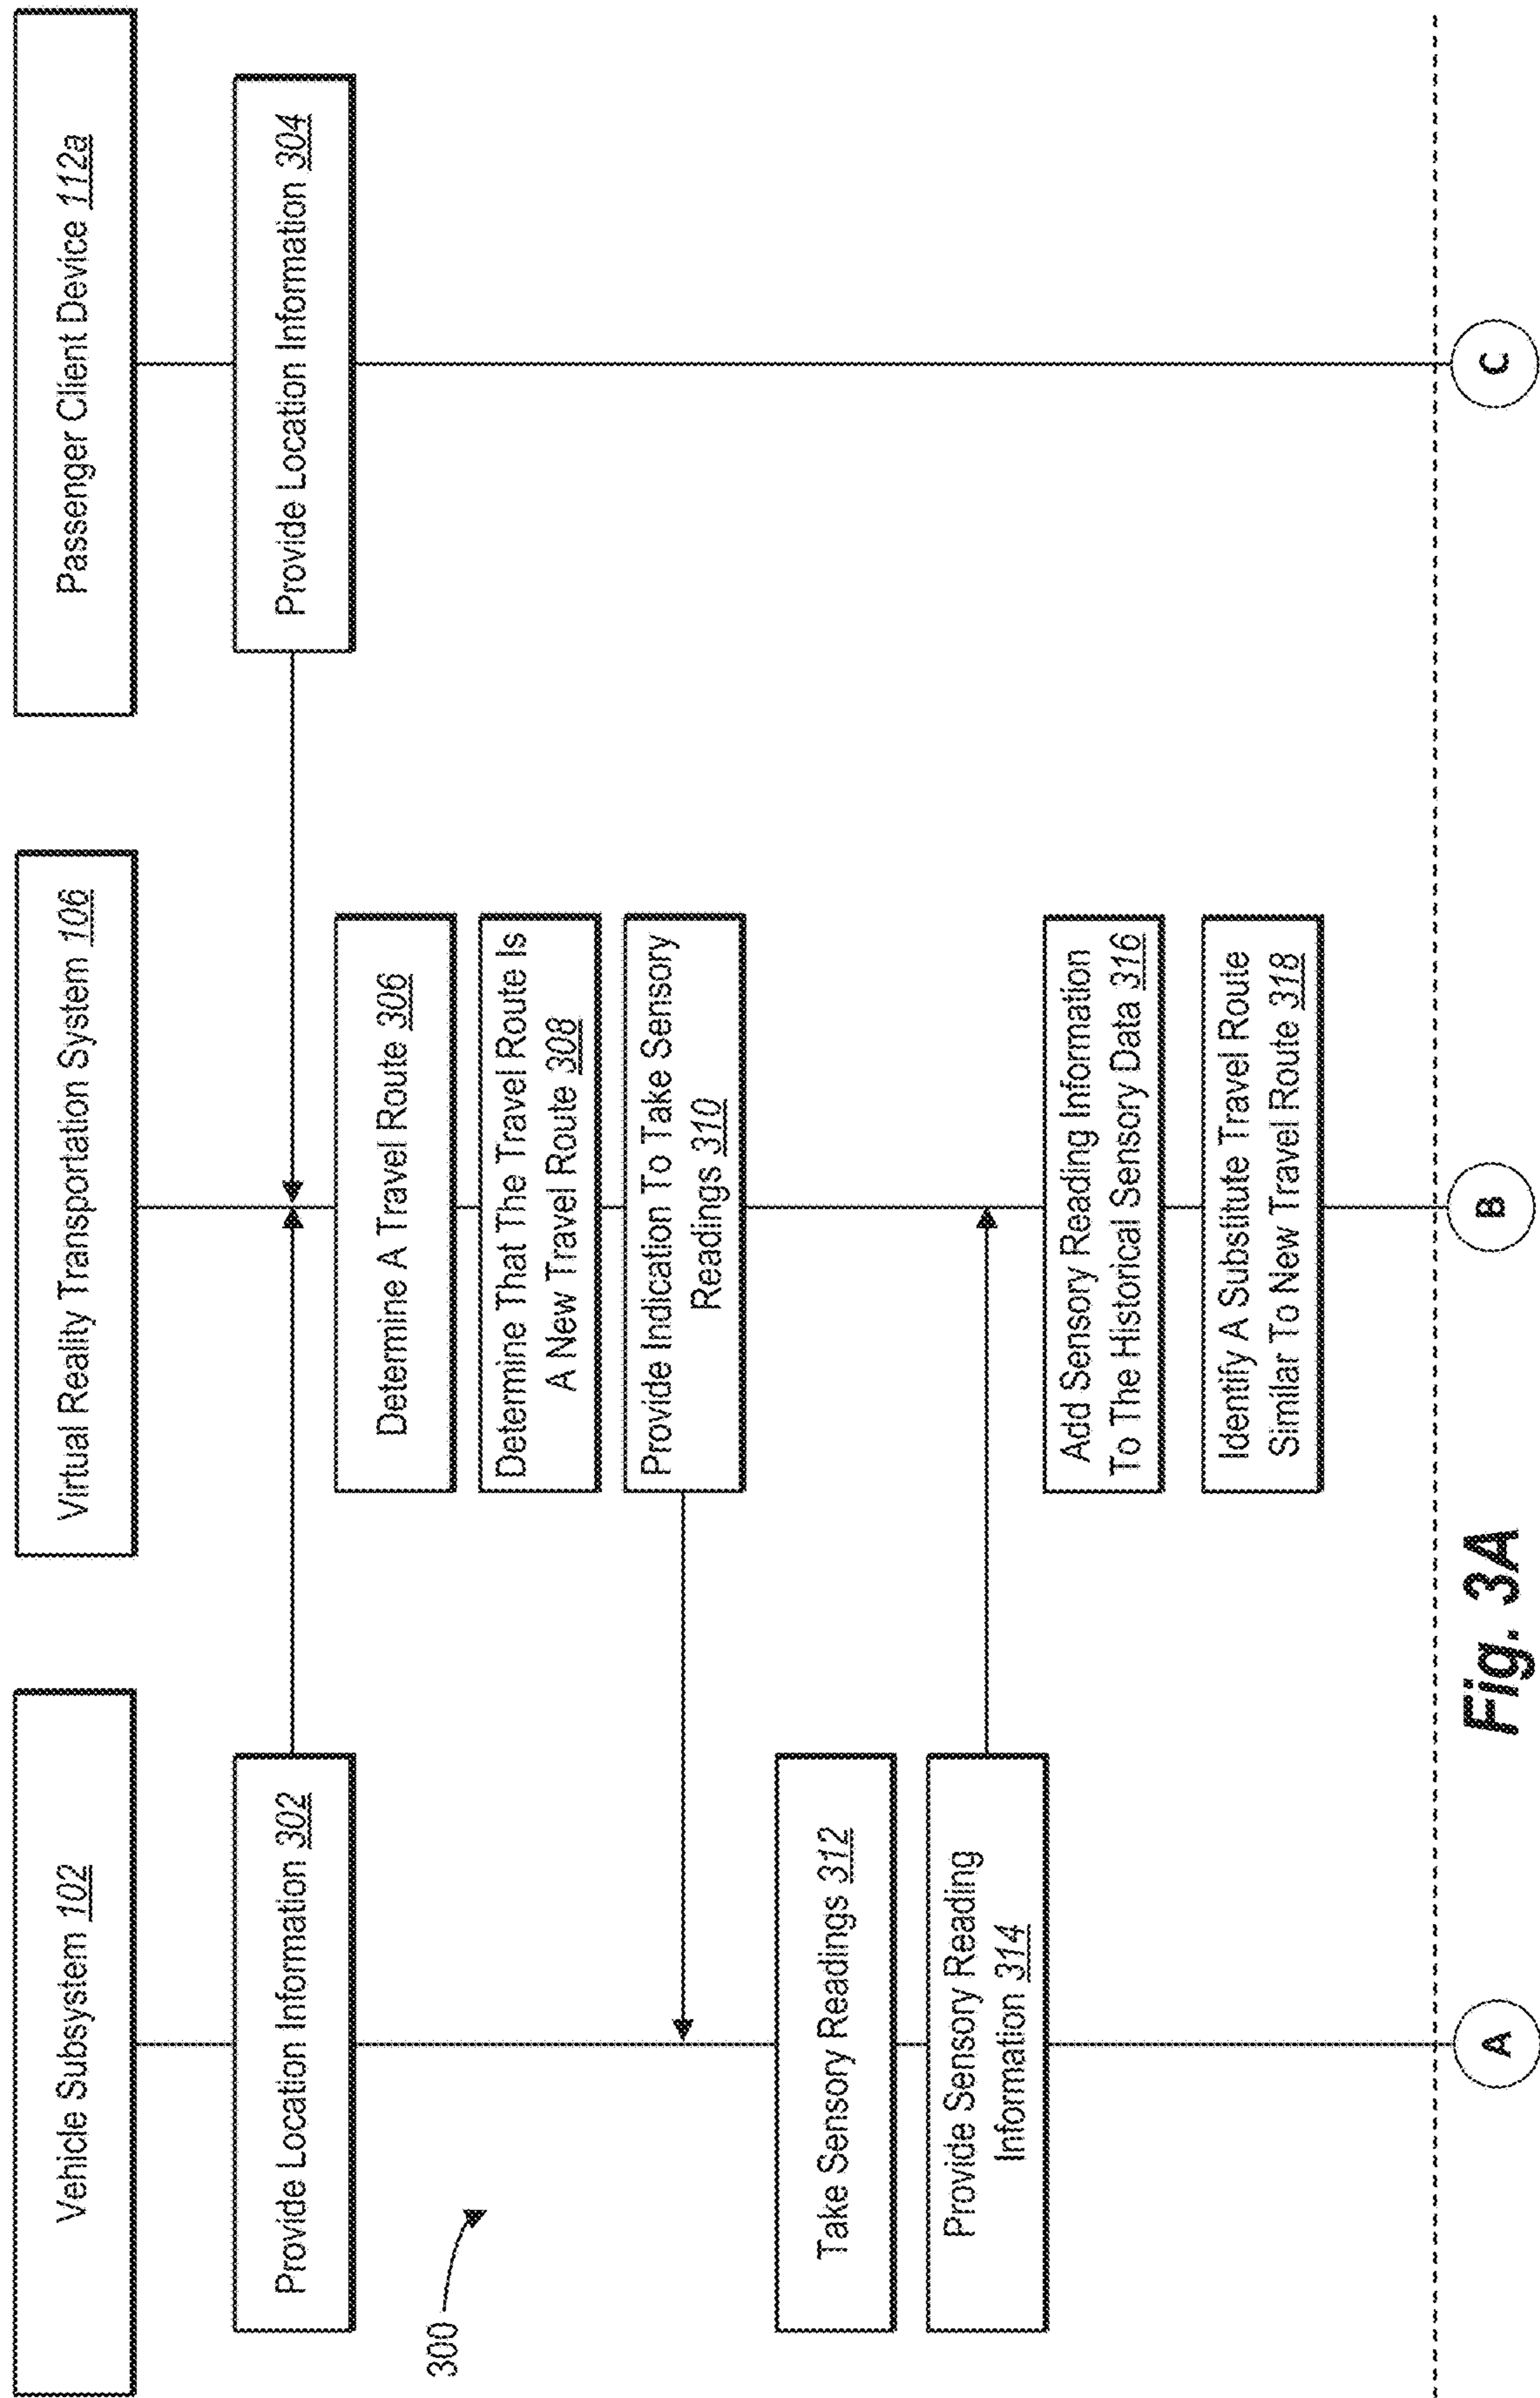 Vehicle Subsystem 102
Virtual Reality Transportation System 106
Passenger Client Device 112a
Provide Location Information 302
Provide Location Information 304
300
Determine A Travel Route 306
Determine That The Travel Route Is
A New Travel Route 308
Provide Indication To Take Sensory
Readings 310
Take Sensory Readings 312
Provide Sensory Reading
Information 314
Add Sensory Reading Information
To The Historical Sensory Data 316
Identify A Substitute Travel Route
Similar To New Travel Route 318
A
B
C
Fig. 3A